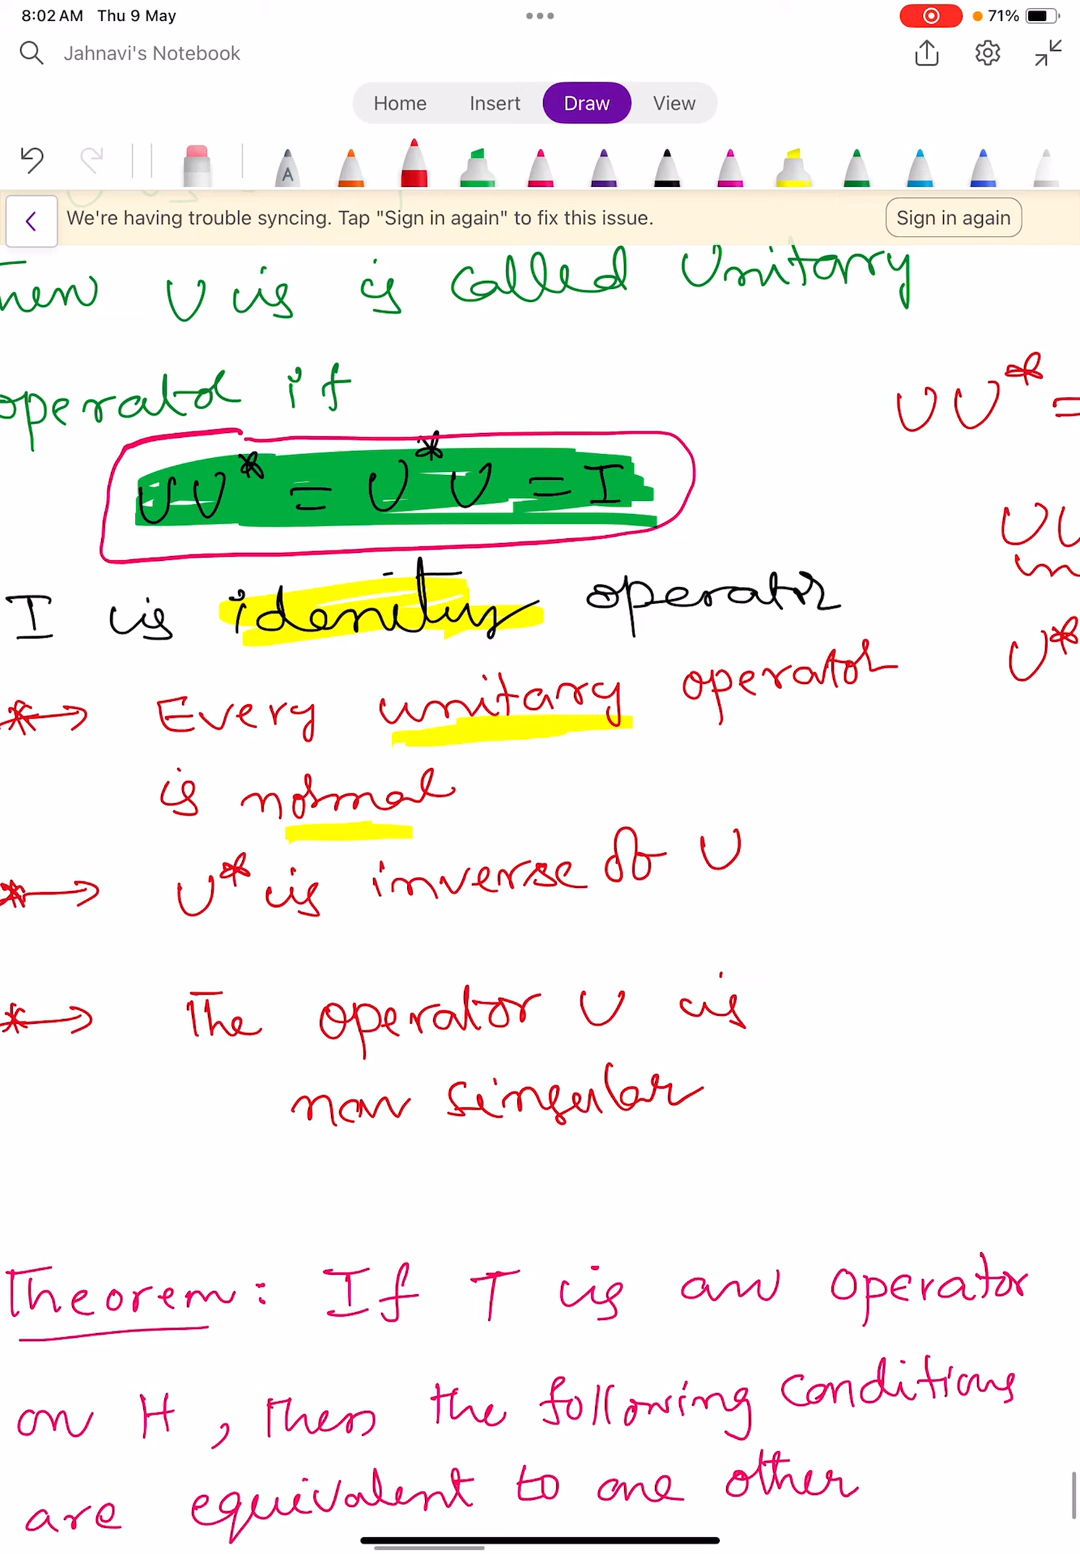 8:02 AM Thu 9 May
71%
Jahnavi's Notebook
Home Insert Draw View
A
We're having trouble syncing. Tap "Sign in again" to fix this issue. Sign in again
hen U is is called Unitary
operator if
UU* =
UU* = U*U = I
UU
I is identity operator
U*
*→ Every unitary operator
is normal
*→ U* is inverse of U
*→ The operator U is
non singular
Theorem: If T is an operator
on H, then the following conditions
are equivalent to one other